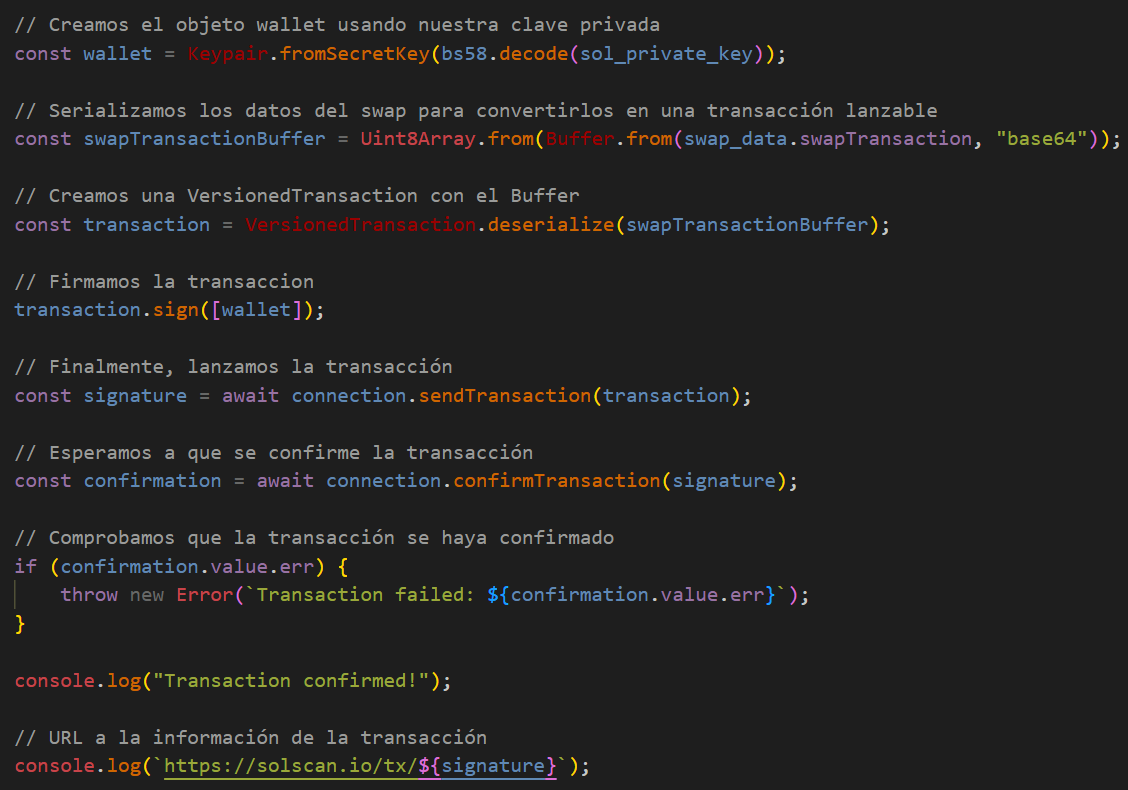 // Creamos el objeto wallet usando nuestra clave privada
const wallet = Keypair.fromSecretKey(bs58.decode(sol_private_key));
// Serializamos los datos del swap para convertirlos en una transacción lanzable
const swapTransactionBuffer = Uint8Array.from(Buffer.from(swap_data.swapTransaction, "base64"));
// Creamos una VersionedTransaction con el Buffer
const transaction = VersionedTransaction.deserialize(swapTransactionBuffer);
// Firmamos la transaccion
transaction.sign([wallet]);
// Finalmente, lanzamos la transacción
const signature = await connection.sendTransaction(transaction);
// Esperamos a que se confirme la transacción
const confirmation = await connection.confirmTransaction(signature);
// Comprobamos que la transacción se haya confirmado
if (confirmation.value.err) {
    throw new Error(`Transaction failed: ${confirmation.value.err}`);
}
console.log("Transaction confirmed!");
// URL a la información de la transacción
console.log(`https://solscan.io/tx/${signature}`);